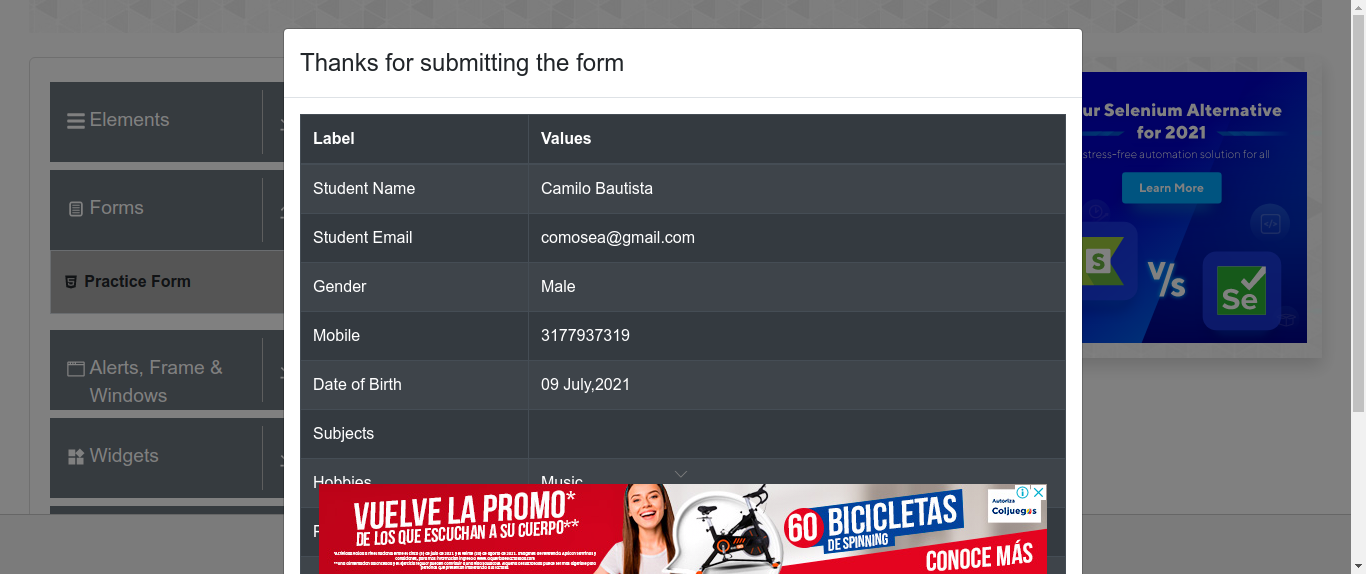 Thanks for submitting the form
Elements
Forms
Practice Form
Alerts, Frame &
Windows
Widgets
Label Values
Student Name Camilo Bautista
Student Email comosea@gmail.com
Gender Male
Mobile 3177937319
Date of Birth 09 July,2021
Subjects
Hobbies Music
ur Selenium Alternative
for 2021
stress-free automation solution for all
Learn More
S
V/s
Se
VUELVE LA PROMO*
DE LOS QUE ESCUCHAN A SU CUERPO**
60 BICICLETAS
DE SPINNING
CONOCE MÁS
Autoriza
Coljuegos